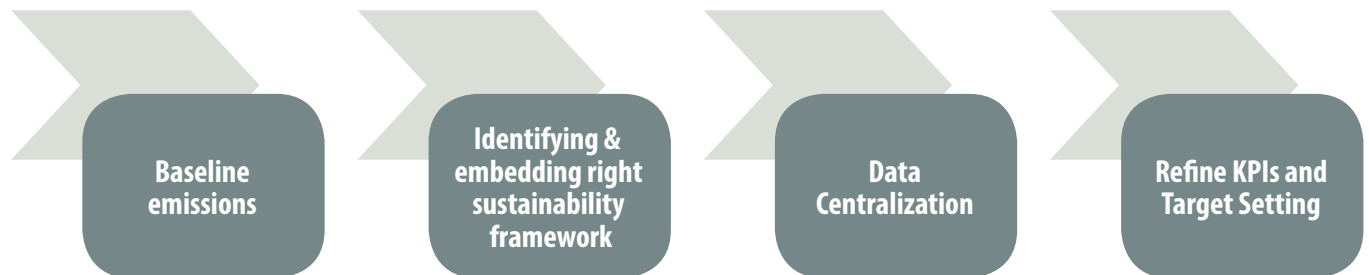 Baseline
emissions
Identifying &
embedding right
sustainability
framework
Data
Centralization
Refine KPIs and
Target Setting